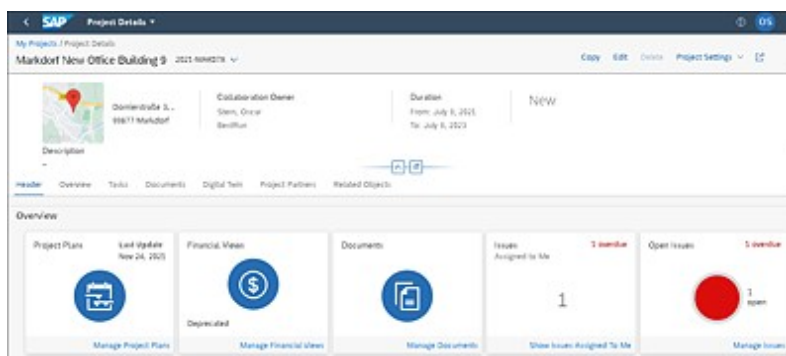 SAP Project Details
OS
My Projects / Project Details
Markdorf New Office Building 9
Copy Edit Delete Project Settings
Dornierstraße 3, ...
Markdorf
Collaboration Owner
Stern, Oscar
BestRun
Duration
From: July 8, 2021
To: July 8, 2023
New
Description
-
Header Overview Tasks Documents Digital Twin Project Partners Related Objects
Overview
Project Plans
Last Update
Nov 24, 2021
Manage Project Plans
Financial Views
$
Deprecated
Manage Financial Views
Documents
Manage Documents
Issues
Assigned to Me
1 overdue
1
Show Issues Assigned To Me
Open Issues
1 overdue
1
open
Manage Issues